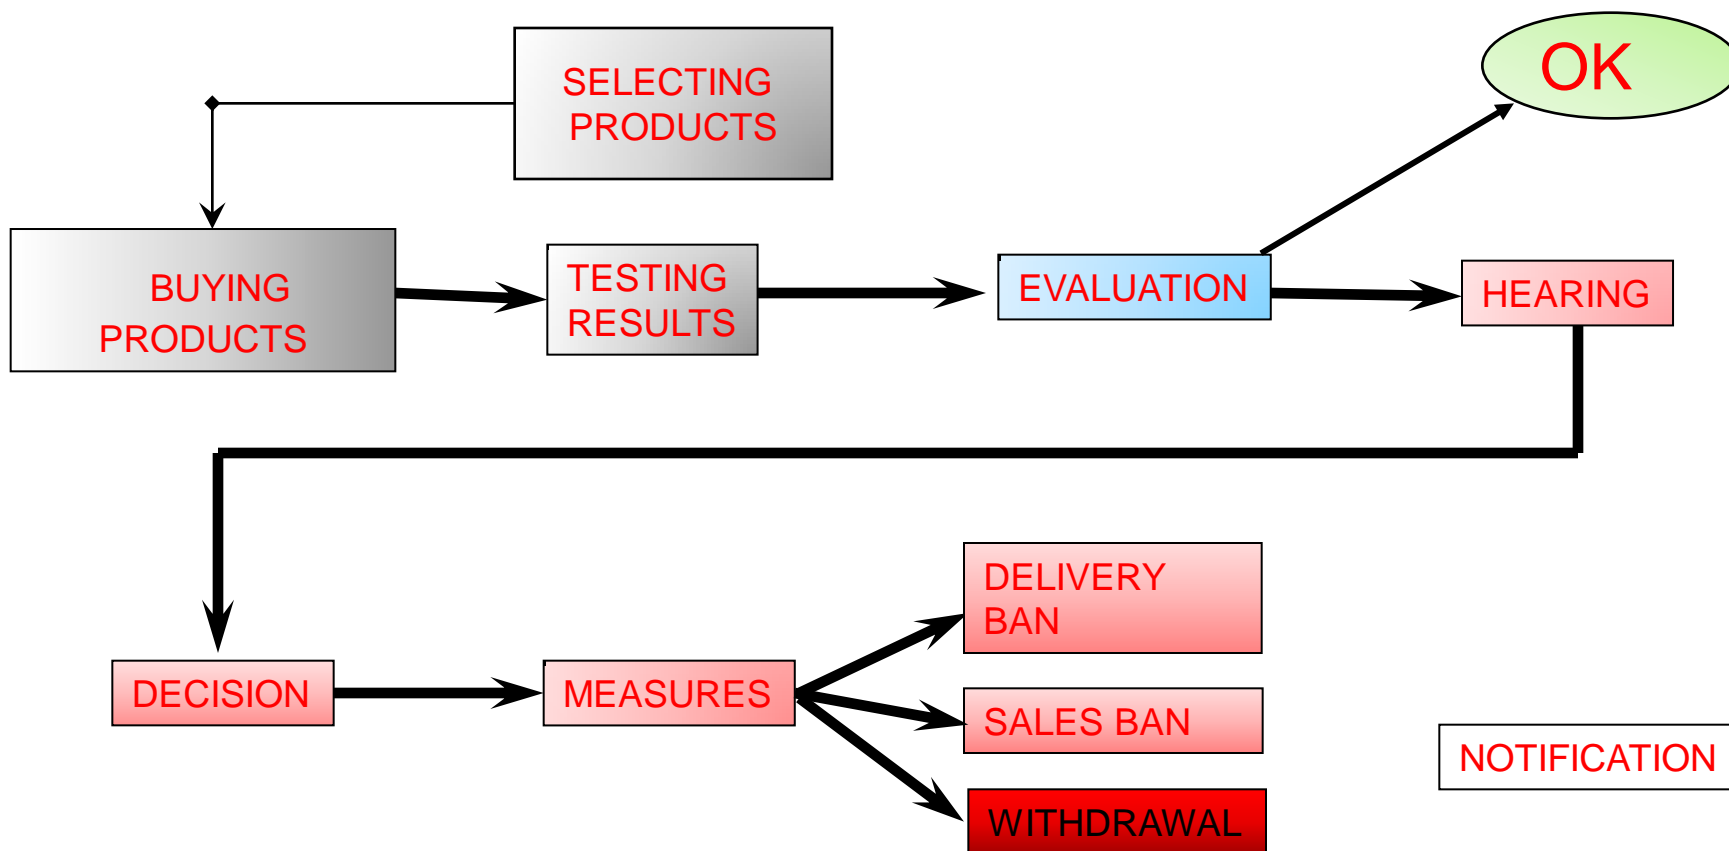 SELECTING
PRODUCTS
OK
BUYING
PRODUCTS
TESTING
RESULTS
EVALUATION
HEARING
DECISION
MEASURES
DELIVERY
BAN
SALES BAN
WITHDRAWAL
NOTIFICATION